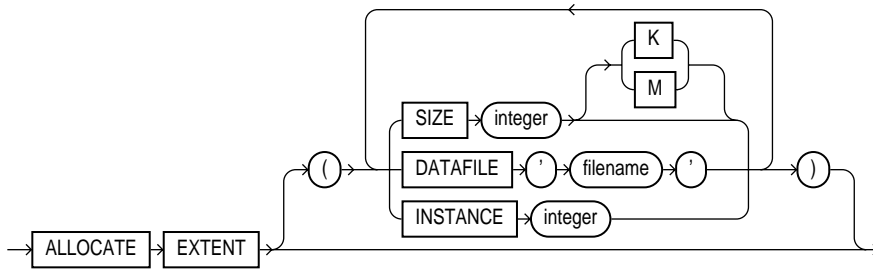 K
M
SIZE integer
( DATAFILE ' filename ' )
INSTANCE integer
ALLOCATE EXTENT